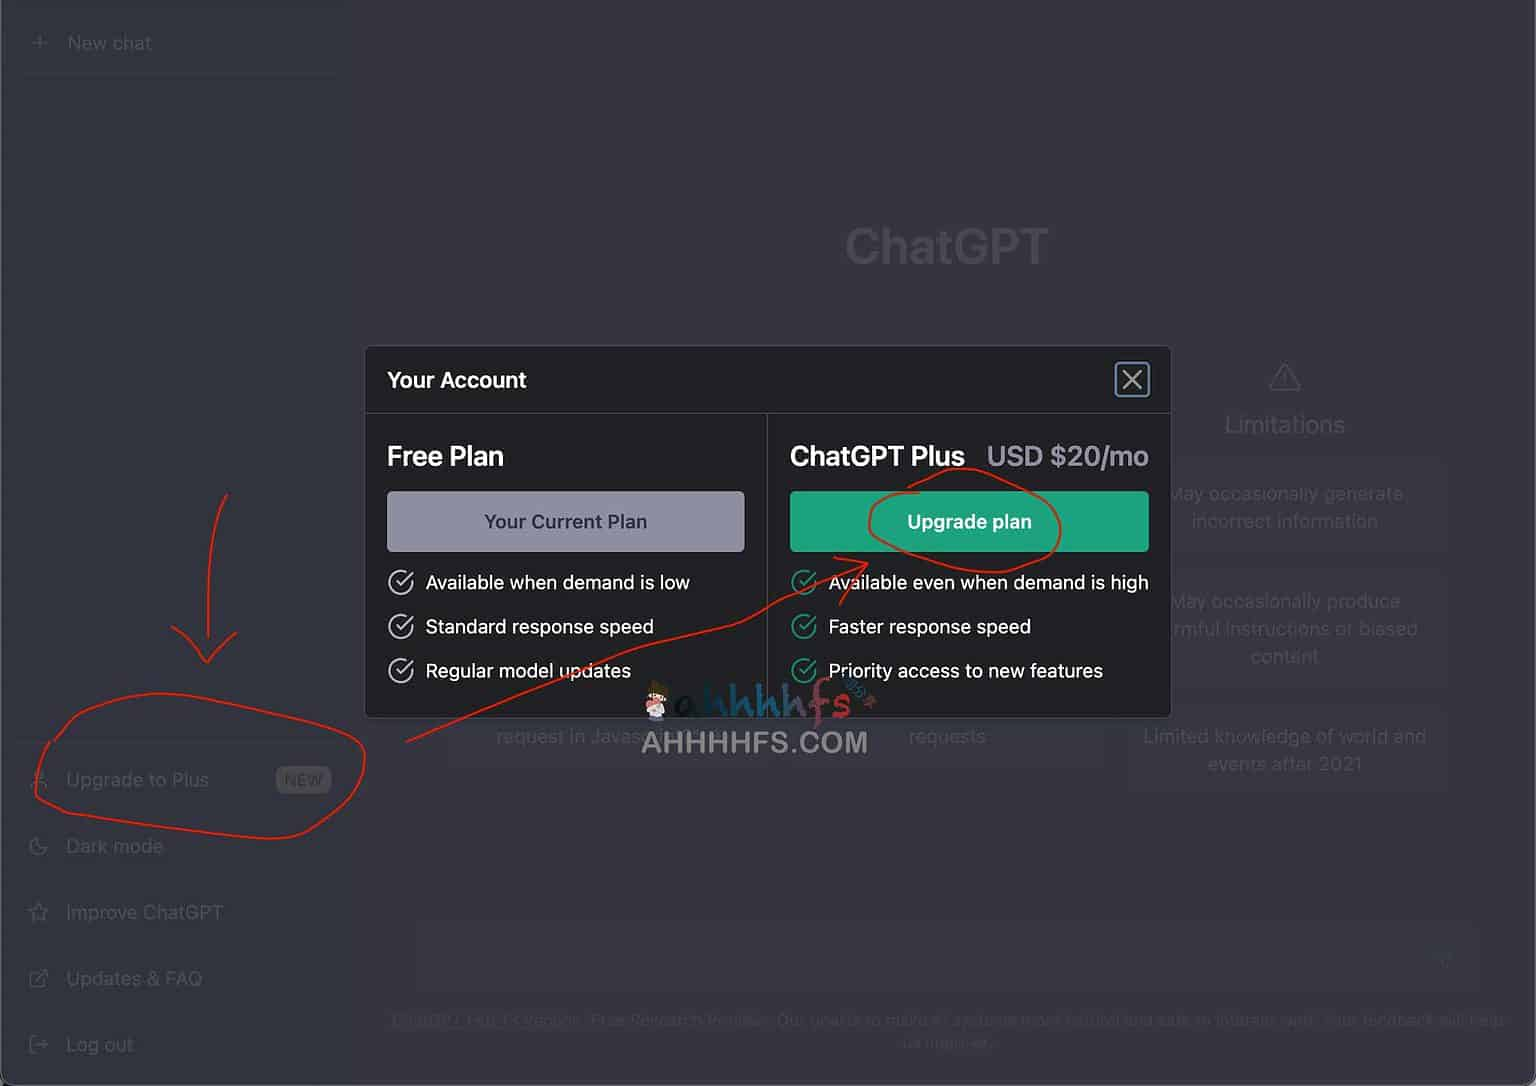 New chat
ChatGPT
Your Account
Free Plan
Your Current Plan
Available when demand is low
Standard response speed
Regular model updates
ChatGPT Plus USD $20/mo
Upgrade plan
Available even when demand is high
Faster response speed
Priority access to new features
Limitations
May occasionally generate
incorrect information
May occasionally produce
harmful instructions or biased
content
request in Javas
requests
Limited knowledge of world and
events after 2021
ahhhhfs
AHHHHFS.COM
Upgrade to Plus NEW
Dark mode
Improve ChatGPT
Updates & FAQ
Log out